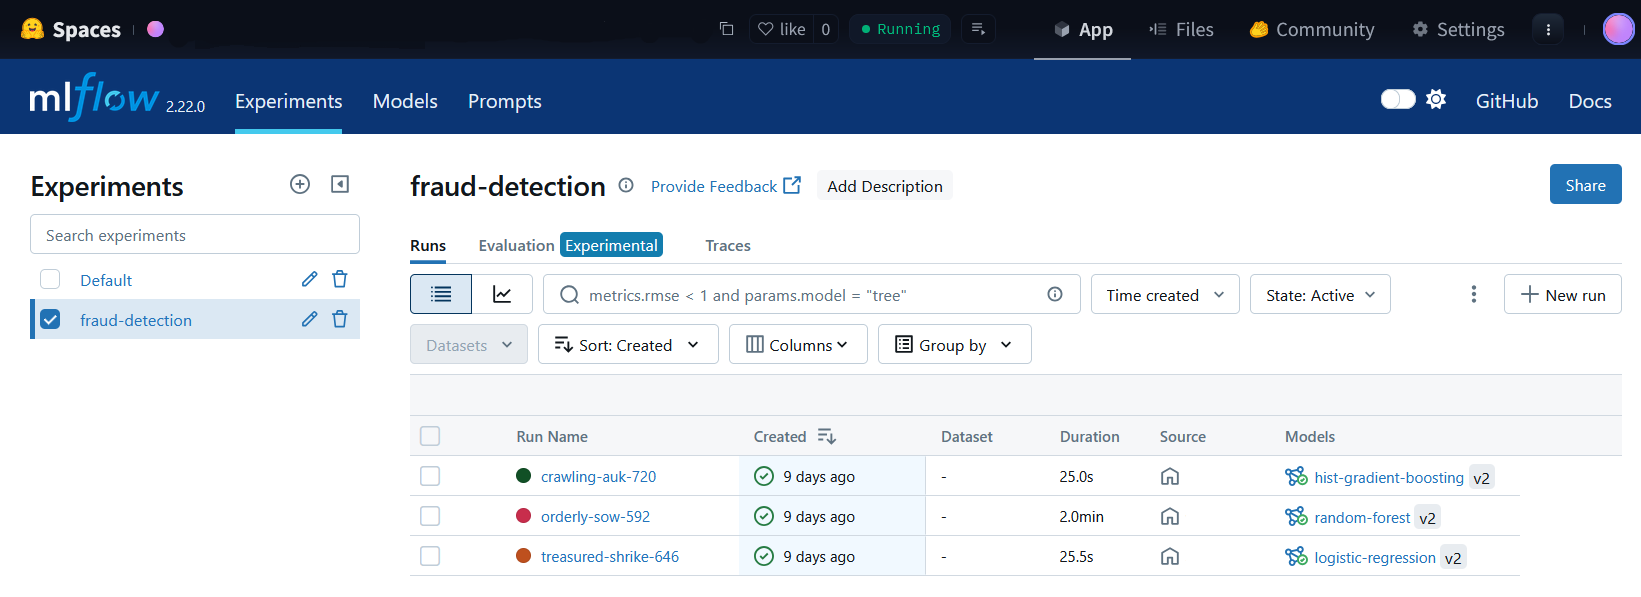 Spaces like 0 Running App Files Community Settings
mlflow 2.22.0 Experiments Models Prompts GitHub Docs
Experiments
Search experiments
Default
fraud-detection
fraud-detection Provide Feedback Add Description Share
Runs Evaluation Experimental Traces
metrics.rmse < 1 and params.model = "tree" Time created State: Active New run
Datasets Sort: Created Columns Group by
Run Name Created Dataset Duration Source Models
crawling-auk-720 9 days ago - 25.0s hist-gradient-boosting v2
orderly-sow-592 9 days ago - 2.0min random-forest v2
treasured-shrike-646 9 days ago - 25.5s logistic-regression v2